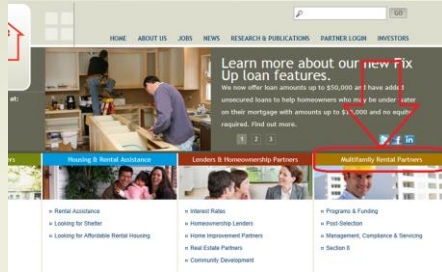 GO
HOME ABOUT US JOBS NEWS RESEARCH & PUBLICATIONS PARTNER LOGIN INVESTORS
Learn more about our new Fix
Up loan features.
We now offer loan amounts up to $50,000 and have added
unsecured loans to help homeowners who may be under water
on their mortgage with amounts up to $ ,000 and no equity
required. Find out more.
at:
1 2 3
ers Housing & Rental Assistance Lenders & Homeownership Partners Multifamily Rental Partners
Rental Assistance
Looking for Shelter
Looking for Affordable Rental Housing
Interest Rates
Homeownership Lenders
Home Improvement Partners
Real Estate Partners
Community Development
Programs & Funding
Post-Selection
Management, Compliance & Servicing
Section 8